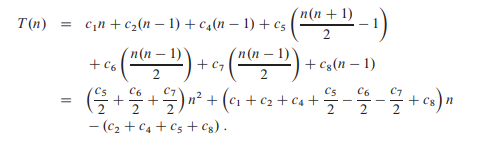 T(n) = c₁n + c₂(n − 1) + c₄(n − 1) + c₅ (n(n + 1)/2 − 1)
+ c₆ (n(n − 1)/2) + c₇ (n(n − 1)/2) + c₈(n − 1)
= (c₅/2 + c₆/2 + c₇/2) n² + (c₁ + c₂ + c₄ + c₅/2 − c₆/2 − c₇/2 + c₈) n
− (c₂ + c₄ + c₅ + c₈) .